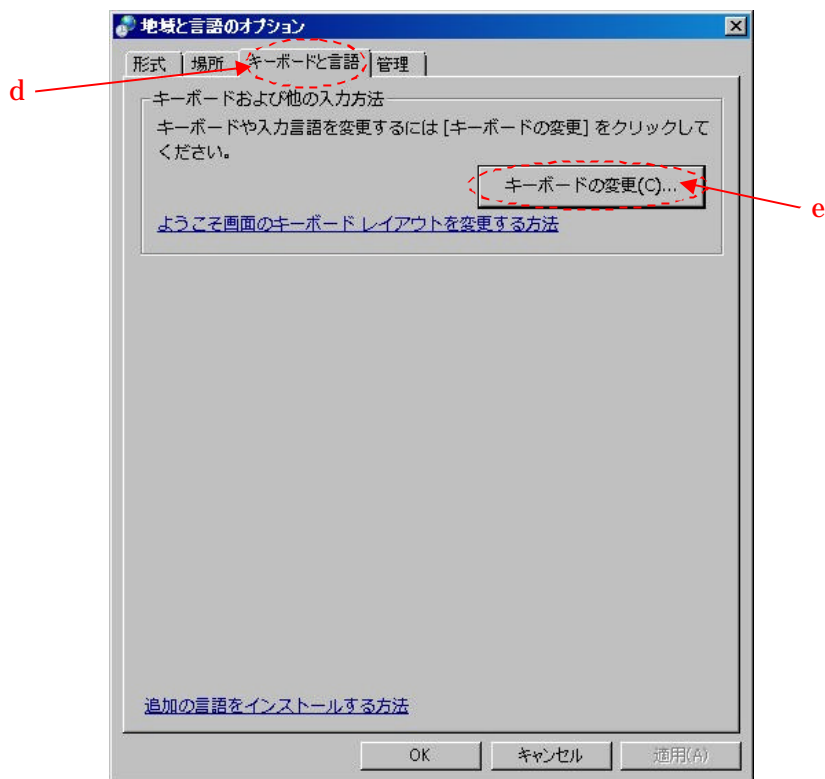 地域と言語のオプション
形式 場所 キーボードと言語 管理
d
キーボードおよび他の入力方法
キーボードや入力言語を変更するには [キーボードの変更] をクリックして
ください。
キーボードの変更(C)...
e
ようこそ画面のキーボード レイアウトを変更する方法
追加の言語をインストールする方法
OK キャンセル 適用(A)